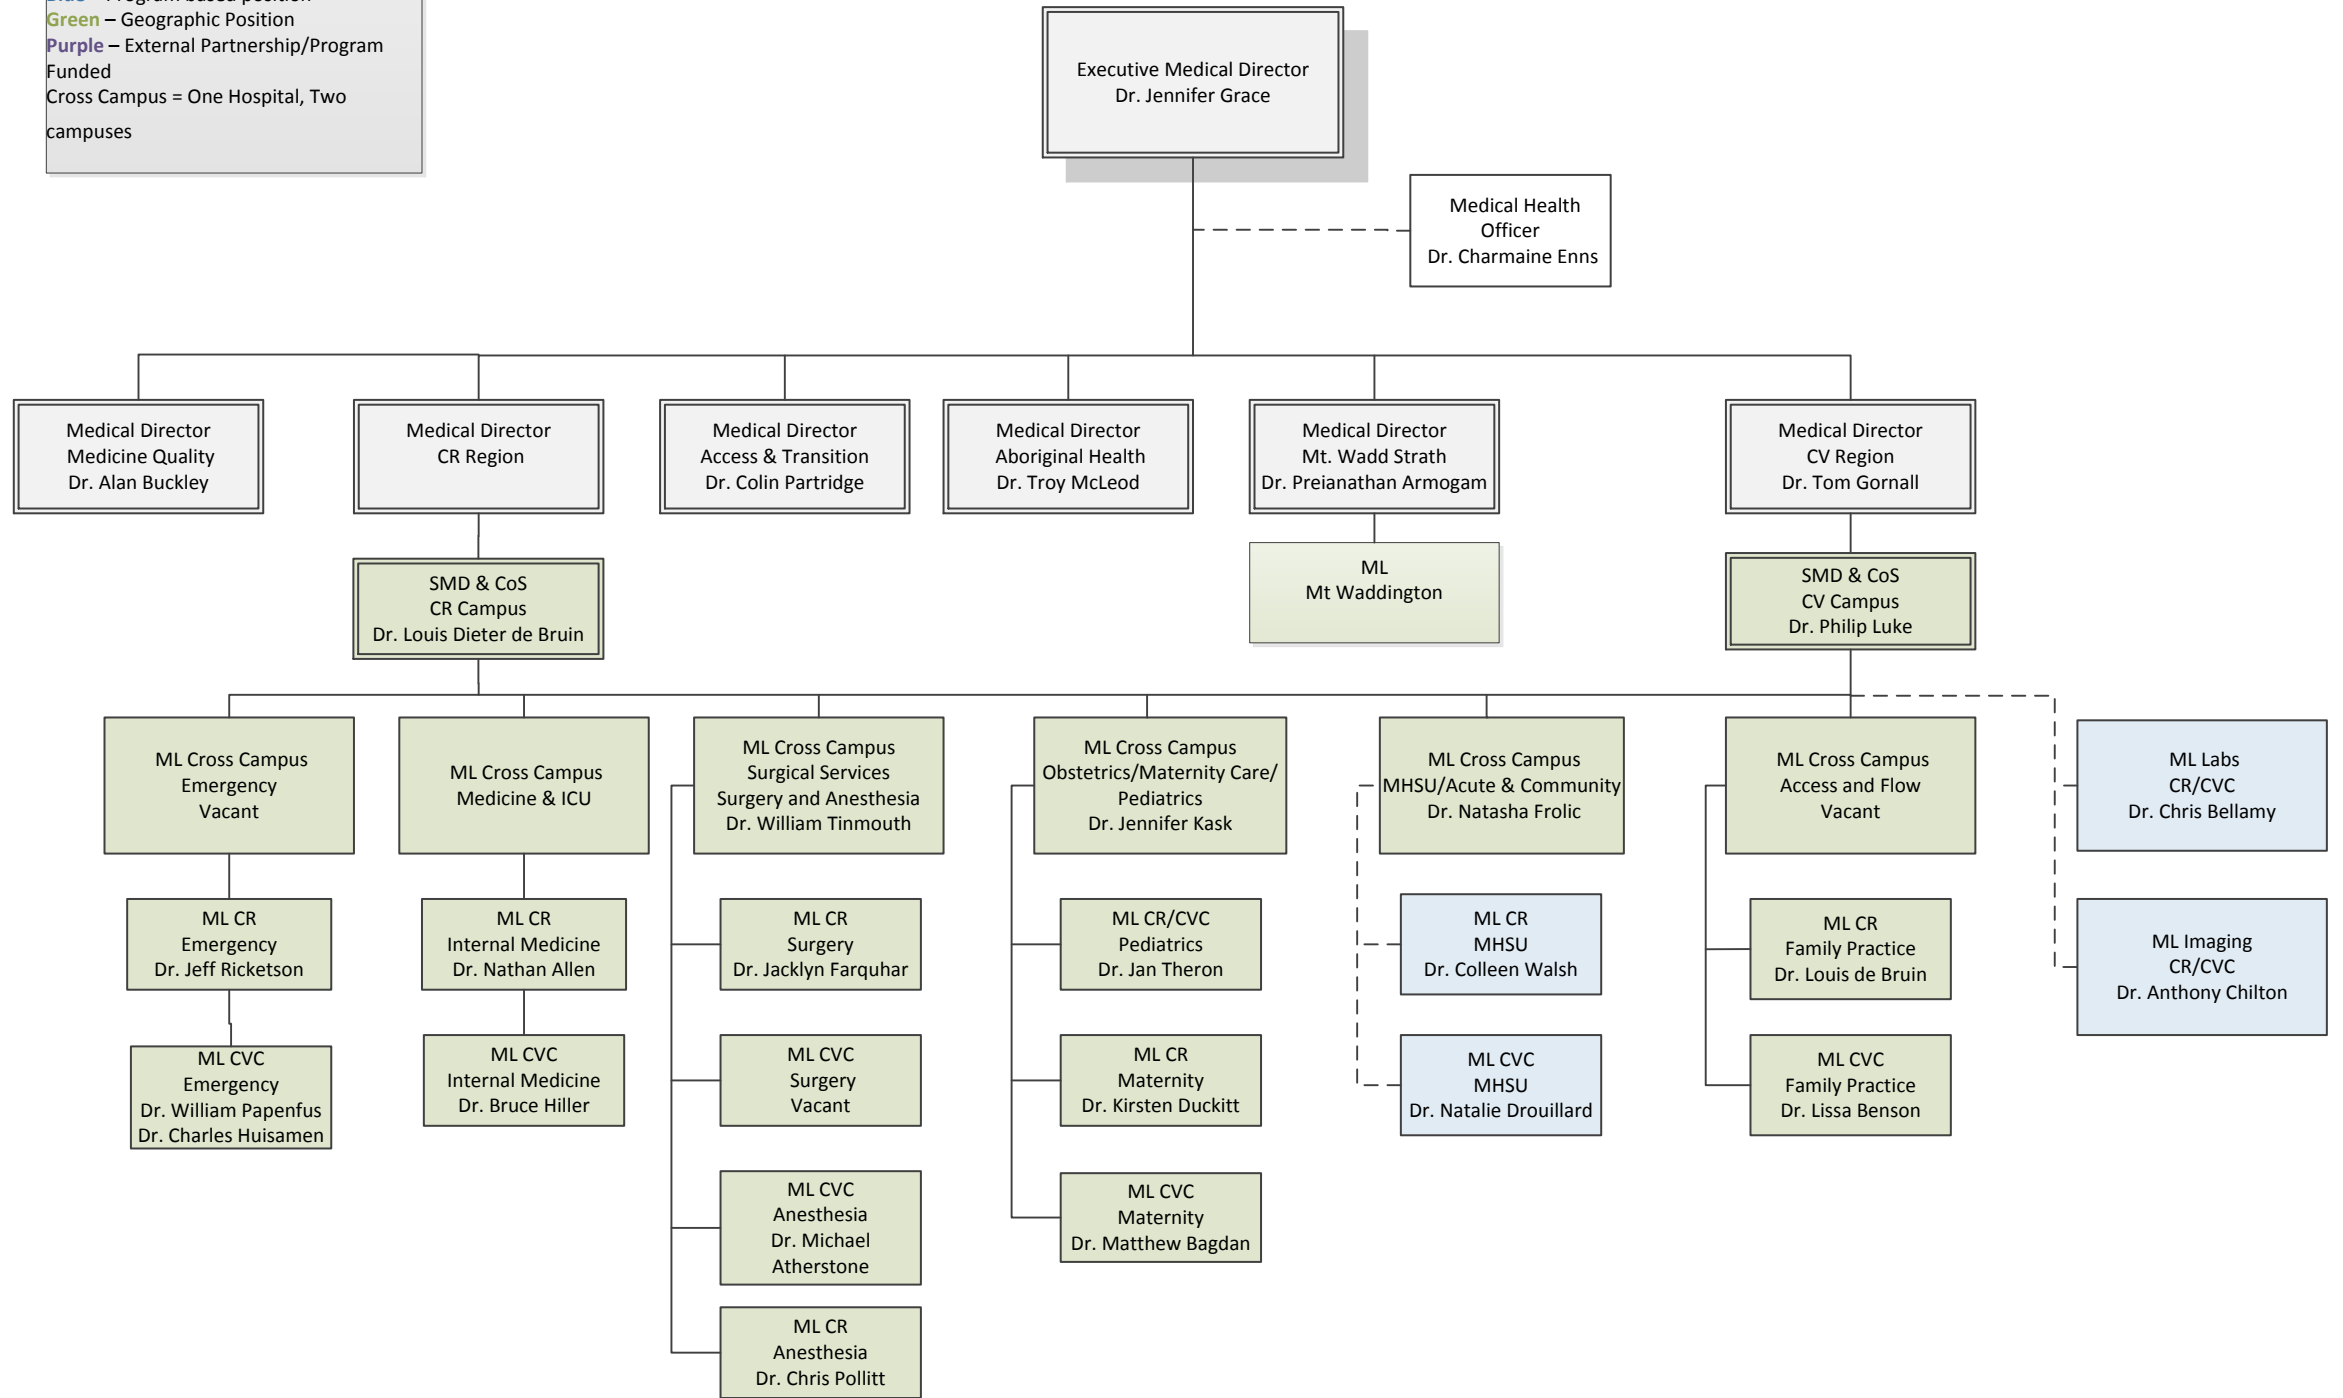 Blue – Program based position
Green – Geographic Position
Purple – External Partnership/Program
Funded
Cross Campus = One Hospital, Two
campuses
Executive Medical Director
Dr. Jennifer Grace
Medical Health
Officer
Dr. Charmaine Enns
Medical Director
Medicine Quality
Dr. Alan Buckley
Medical Director
CR Region
Medical Director
Access & Transition
Dr. Colin Partridge
Medical Director
Aboriginal Health
Dr. Troy McLeod
Medical Director
Mt. Wadd Strath
Dr. Preianathan Armogam
Medical Director
CV Region
Dr. Tom Gornall
SMD & CoS
CR Campus
Dr. Louis Dieter de Bruin
ML
Mt Waddington
SMD & CoS
CV Campus
Dr. Philip Luke
ML Cross Campus
Emergency
Vacant
ML Cross Campus
Medicine & ICU
ML Cross Campus
Surgical Services
Surgery and Anesthesia
Dr. William Tinmouth
ML Cross Campus
Obstetrics/Maternity Care/
Pediatrics
Dr. Jennifer Kask
ML Cross Campus
MHSU/Acute & Community
Dr. Natasha Frolic
ML Cross Campus
Access and Flow
Vacant
ML Labs
CR/CVC
Dr. Chris Bellamy
ML CR
Emergency
Dr. Jeff Ricketson
ML CR
Internal Medicine
Dr. Nathan Allen
ML CR
Surgery
Dr. Jacklyn Farquhar
ML CR/CVC
Pediatrics
Dr. Jan Theron
ML CR
MHSU
Dr. Colleen Walsh
ML CR
Family Practice
Dr. Louis de Bruin
ML Imaging
CR/CVC
Dr. Anthony Chilton
ML CVC
Emergency
Dr. William Papenfus
Dr. Charles Huisamen
ML CVC
Internal Medicine
Dr. Bruce Hiller
ML CVC
Surgery
Vacant
ML CR
Maternity
Dr. Kirsten Duckitt
ML CVC
MHSU
Dr. Natalie Drouillard
ML CVC
Family Practice
Dr. Lissa Benson
ML CVC
Anesthesia
Dr. Michael
Atherstone
ML CVC
Maternity
Dr. Matthew Bagdan
ML CR
Anesthesia
Dr. Chris Pollitt